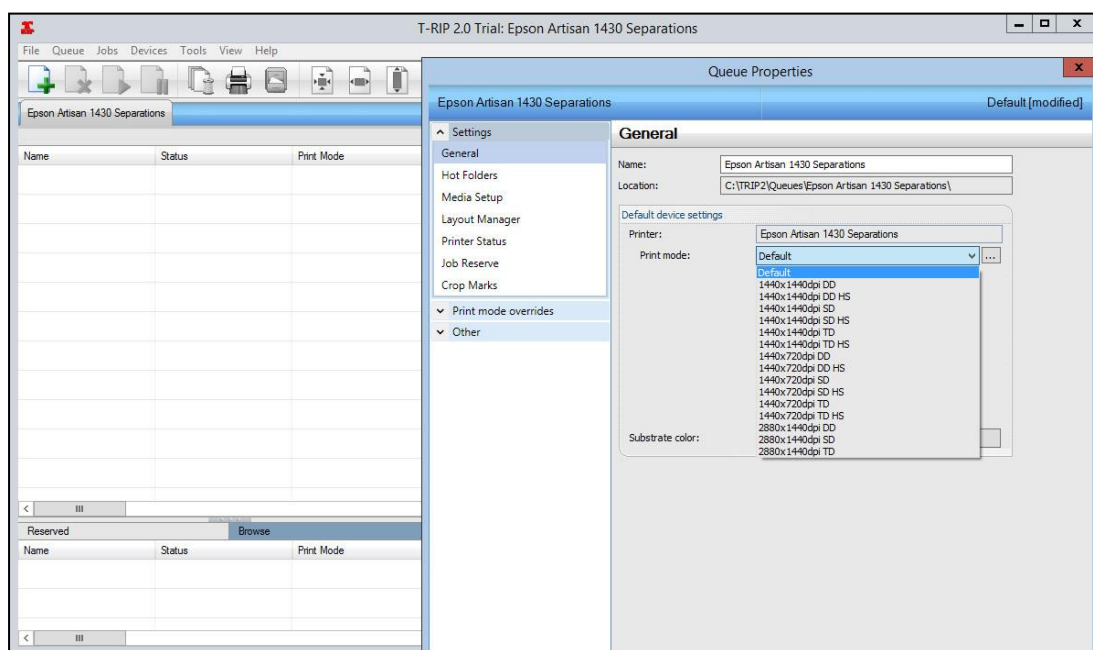 T-RIP 2.0 Trial: Epson Artisan 1430 Separations
File Queue Jobs Devices Tools View Help
Epson Artisan 1430 Separations
Name Status Print Mode
Reserved Browse
Name Status Print Mode
Queue Properties
Epson Artisan 1430 Separations Default [modified]
Settings
General
Hot Folders
Media Setup
Layout Manager
Printer Status
Job Reserve
Crop Marks
Print mode overrides
Other
General
Name: Epson Artisan 1430 Separations
Location: C:\TRIP2\Queues\Epson Artisan 1430 Separations\
Default device settings
Printer: Epson Artisan 1430 Separations
Print mode: Default ...
Default
1440x1440dpi DD
1440x1440dpi DD HS
1440x1440dpi SD
1440x1440dpi SD HS
1440x1440dpi TD
1440x1440dpi TD HS
1440x720dpi DD
1440x720dpi DD HS
1440x720dpi SD
1440x720dpi SD HS
1440x720dpi TD
1440x720dpi TD HS
2880x1440dpi DD
2880x1440dpi SD
2880x1440dpi TD
Substrate color: